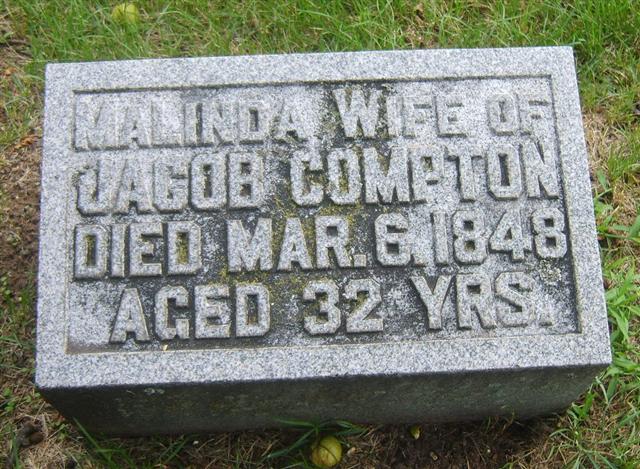 MALINDA WIFE OF
JACOB COMPTON
DIED MAR. 6, 1848
AGED 32 YRS.